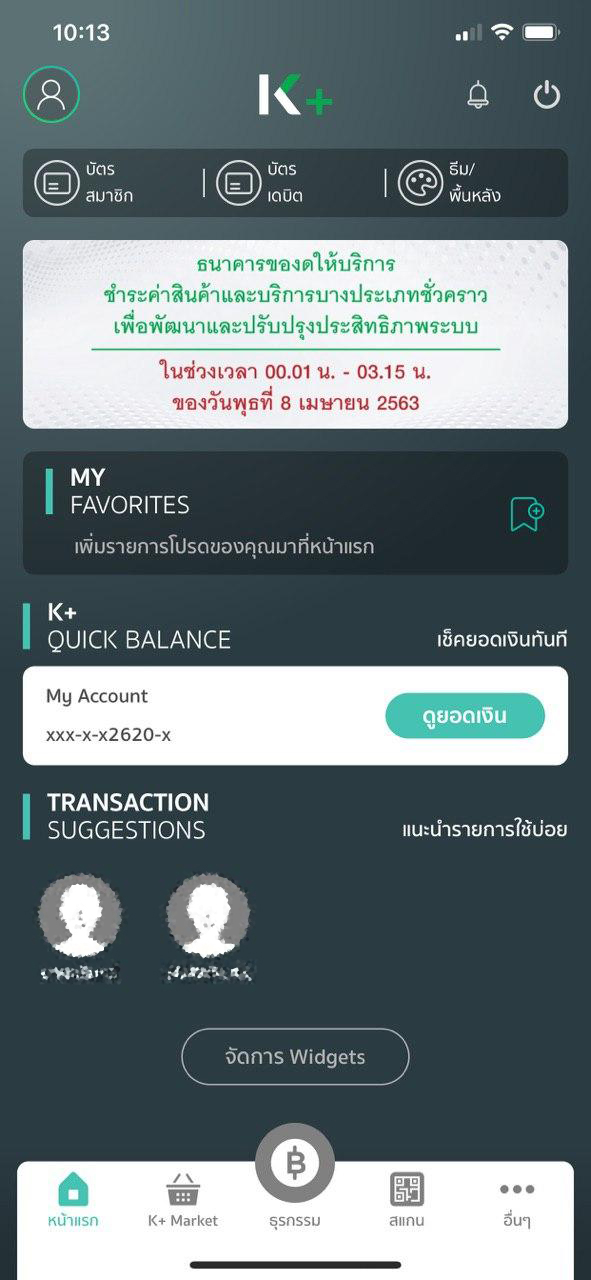 10:13
K+
บัตร
สมาชิก
บัตร
เดบิต
ธีม/
พื้นหลัง
ธนาคารของดให้บริการ
ชำระค่าสินค้าและบริการบางประเภทชั่วคราว
เพื่อพัฒนาและปรับปรุงประสิทธิภาพระบบ
ในช่วงเวลา 00.01 น. - 03.15 น.
ของวันพุธที่ 8 เมษายน 2563
MY
FAVORITES
เพิ่มรายการโปรดของคุณมาที่หน้าแรก
K+
QUICK BALANCE
เช็คยอดเงินทันที
My Account
xxx-x-x2620-x
ดูยอดเงิน
TRANSACTION
SUGGESTIONS
แนะนำรายการใช้บ่อย
จัดการ Widgets
หน้าแรก
K+ Market
ธุรกรรม
สแกน
อื่นๆ